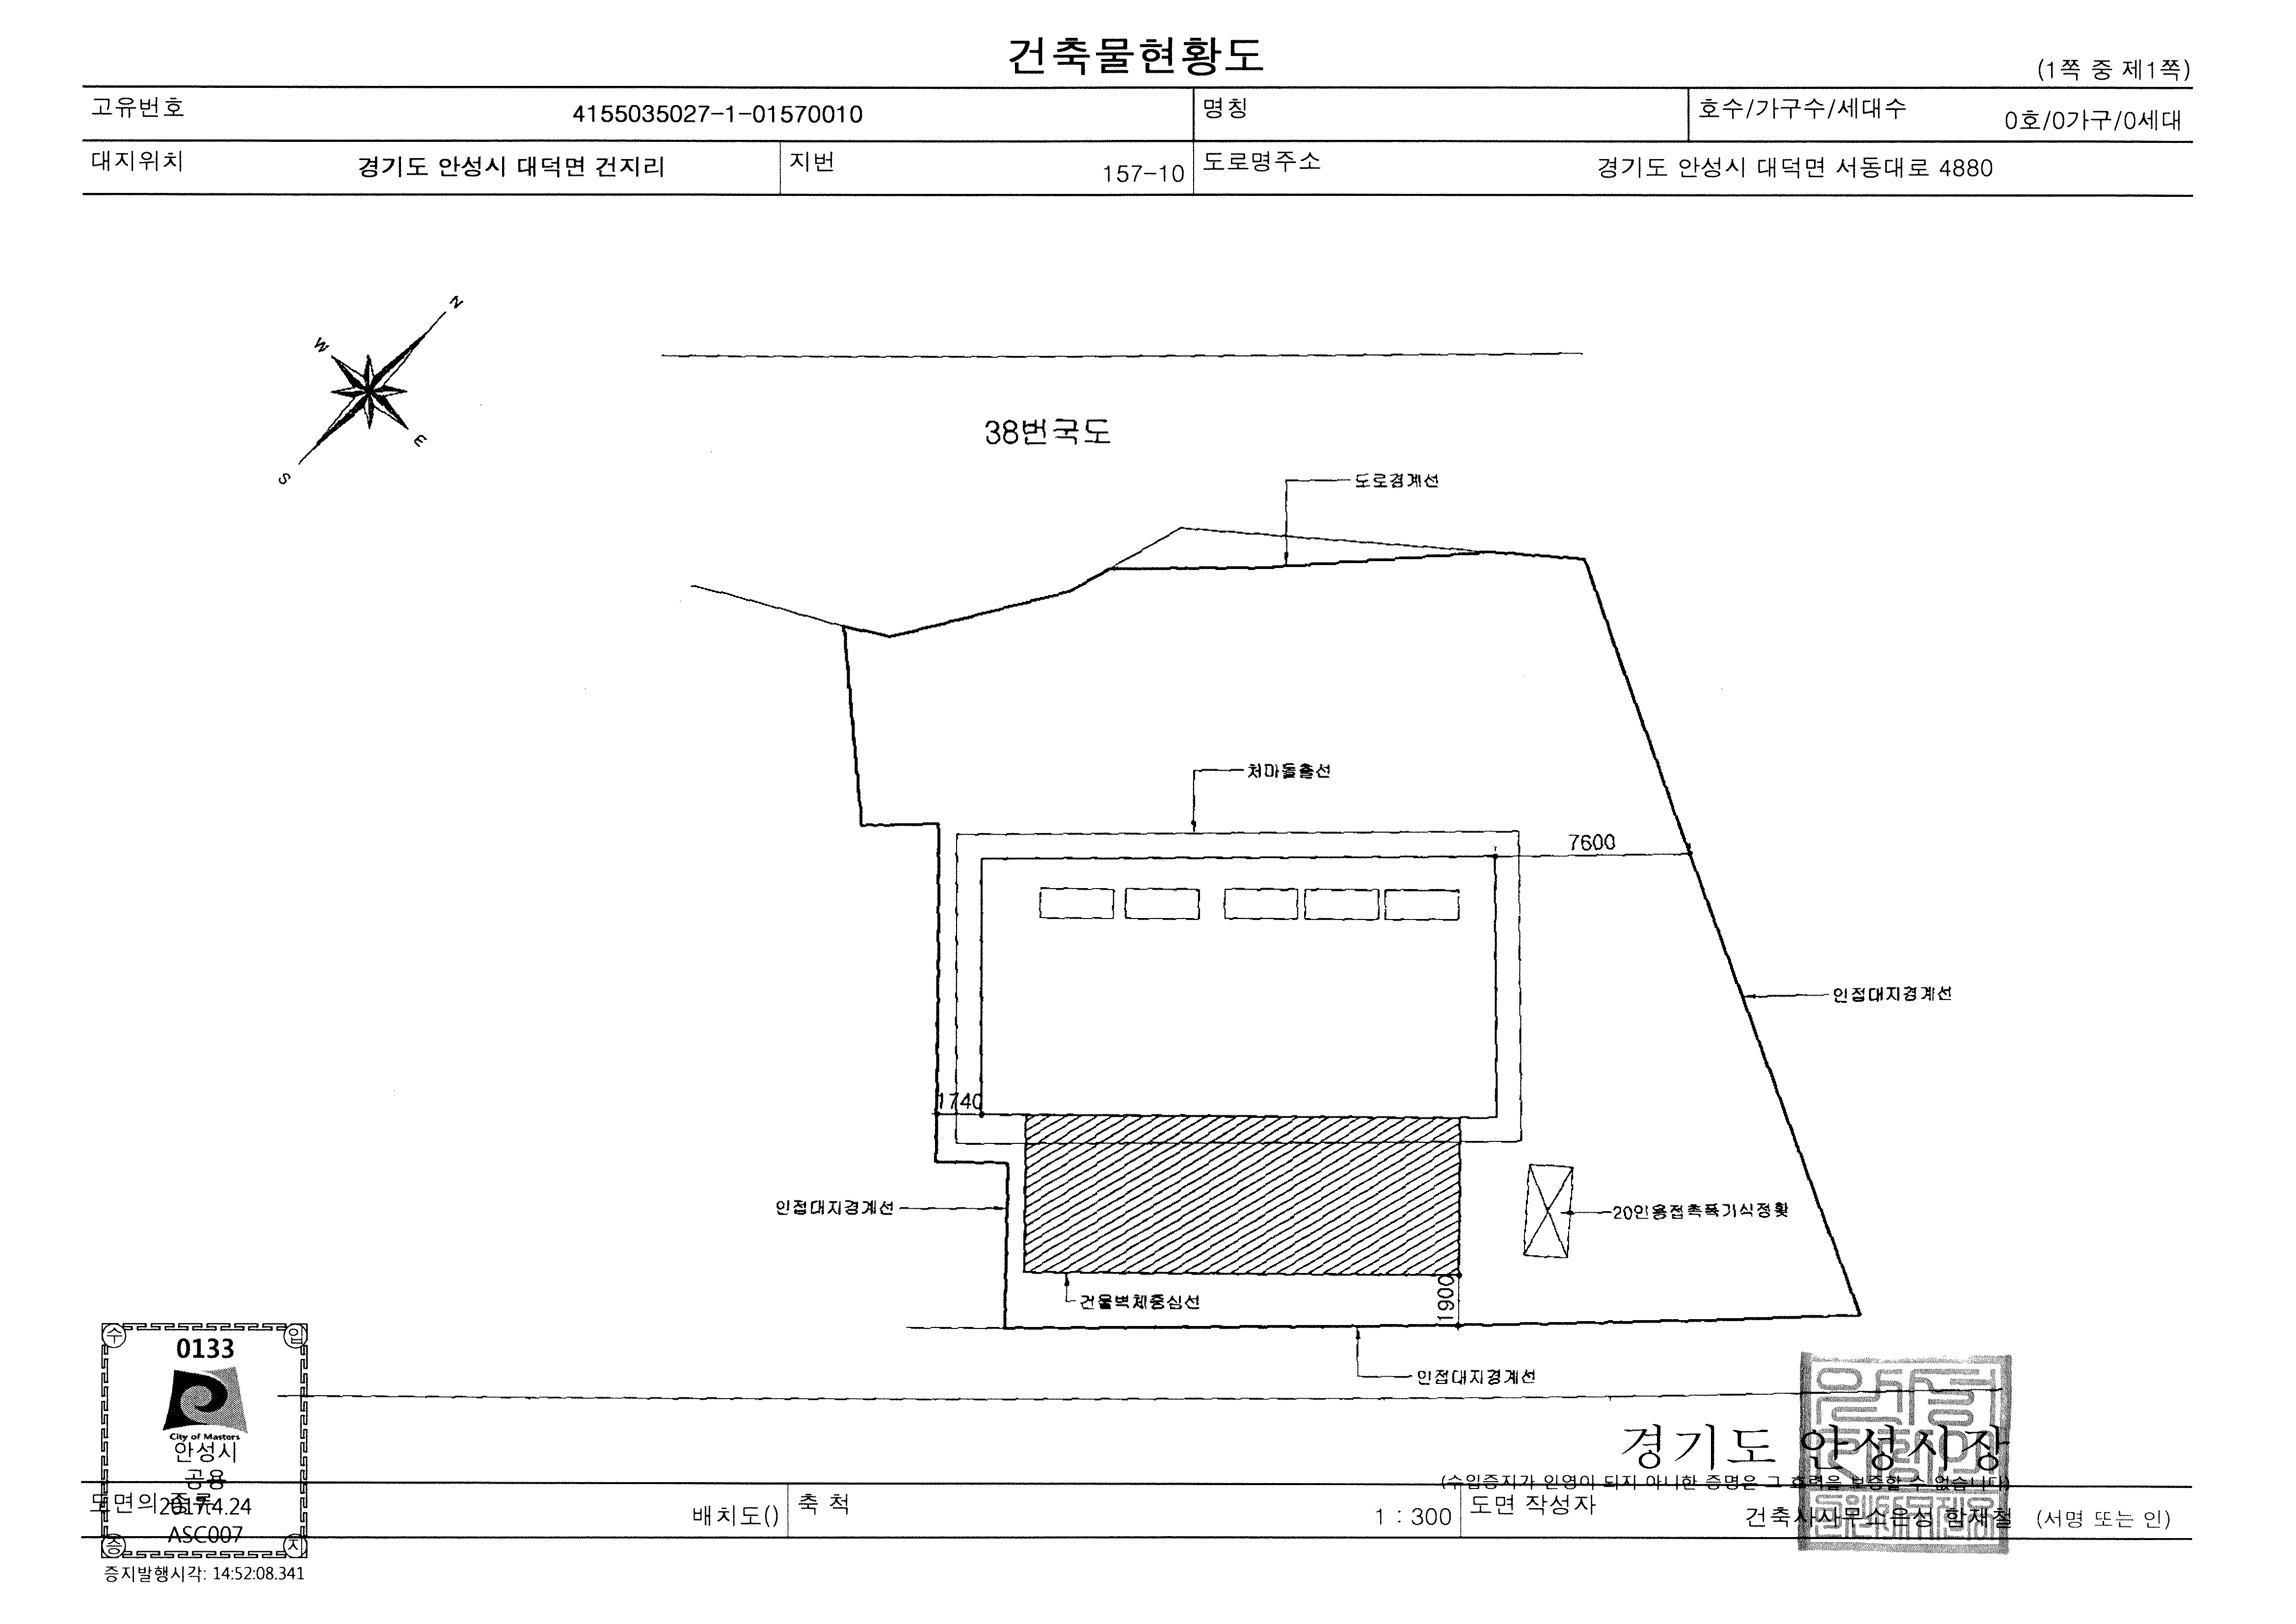 건축물현황도
(1쪽 중 제1쪽)
고유번호 4155035027-1-01570010 명칭 호수/가구수/세대수 0호/0가구/0세대
대지위치 경기도 안성시 대덕면 건지리 지번 157-10 도로명주소 경기도 안성시 대덕면 서동대로 4880
N
W
E
S
38번국도
도로경계선
처마돌출선
7600
인접대지경계선
1740
인접대지경계선
20인용접촉폭기식정화
건물벽체중심선
1900
인접대지경계선
수 입
0133
City of Masters
안성시
공용
2017.4.24
ASC007
증 지
증지발행시각: 14:52:08.341
경기도 안성시장
(수입증지가 인영이 되지 아니한 증명은 그 효력을 보증할 수 없습니다)
도면의 종류 배치도() 축 척 1 : 300 도면 작성자 건축사사무소은성 함재철 (서명 또는 인)